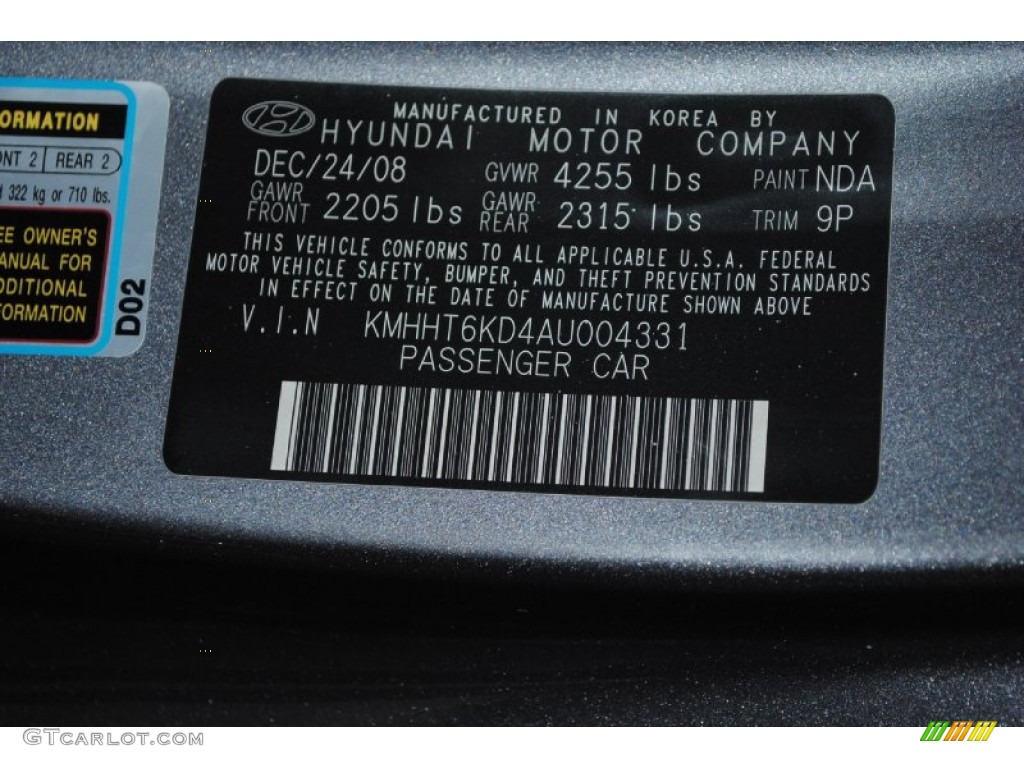 ORMATION
ONT 2 | REAR 2
d 322 kg or 710 lbs.
EE OWNER'S
ANUAL FOR
DDITIONAL
FORMATION
D02
MANUFACTURED IN KOREA BY
HYUNDAI MOTOR COMPANY
DEC/24/08 GVWR 4255 lbs PAINT NDA
GAWR FRONT 2205 lbs GAWR REAR 2315 lbs TRIM 9P
THIS VEHICLE CONFORMS TO ALL APPLICABLE U.S.A. FEDERAL
MOTOR VEHICLE SAFETY, BUMPER, AND THEFT PREVENTION STANDARDS
IN EFFECT ON THE DATE OF MANUFACTURE SHOWN ABOVE
V.I.N KMHHT6KD4AU004331
PASSENGER CAR
GTCARLOT.COM